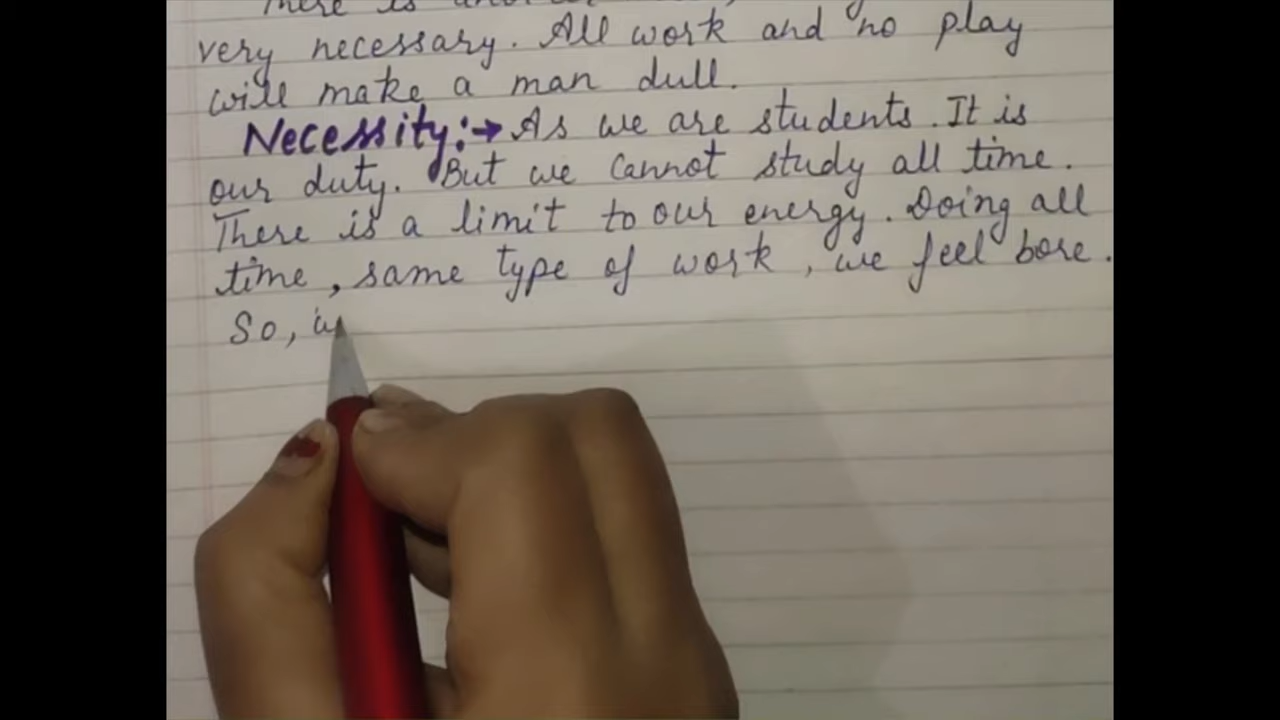 There is
very necessary. All work and no play
will make a man dull.
Necessity:→ As we are students. It is
our duty. But we cannot study all time.
There is a limit to our energy. Doing all
time, same type of work, we feel bore.
So,